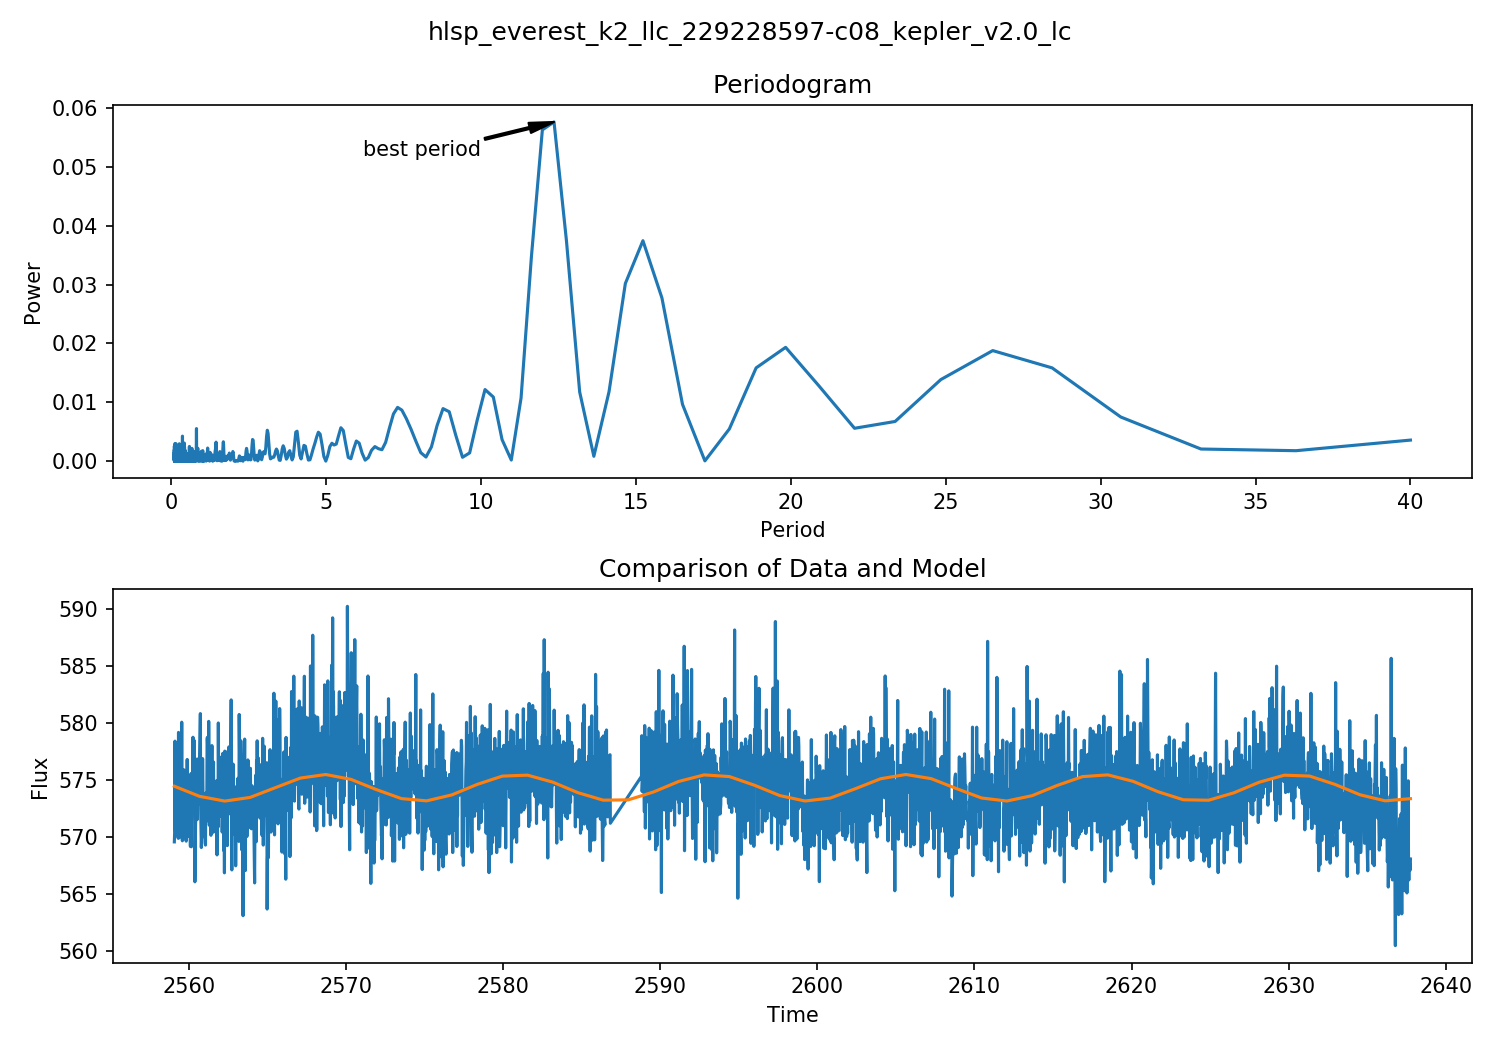 hlsp_everest_k2_llc_229228597-c08_kepler_v2.0_lc
Periodogram
0.06
0.05
0.04
0.03
0.02
0.01
0.00
Power
best period
0 5 10 15 20 25 30 35 40
Period
Comparison of Data and Model
590
585
580
575
570
565
560
Flux
2560 2570 2580 2590 2600 2610 2620 2630 2640
Time